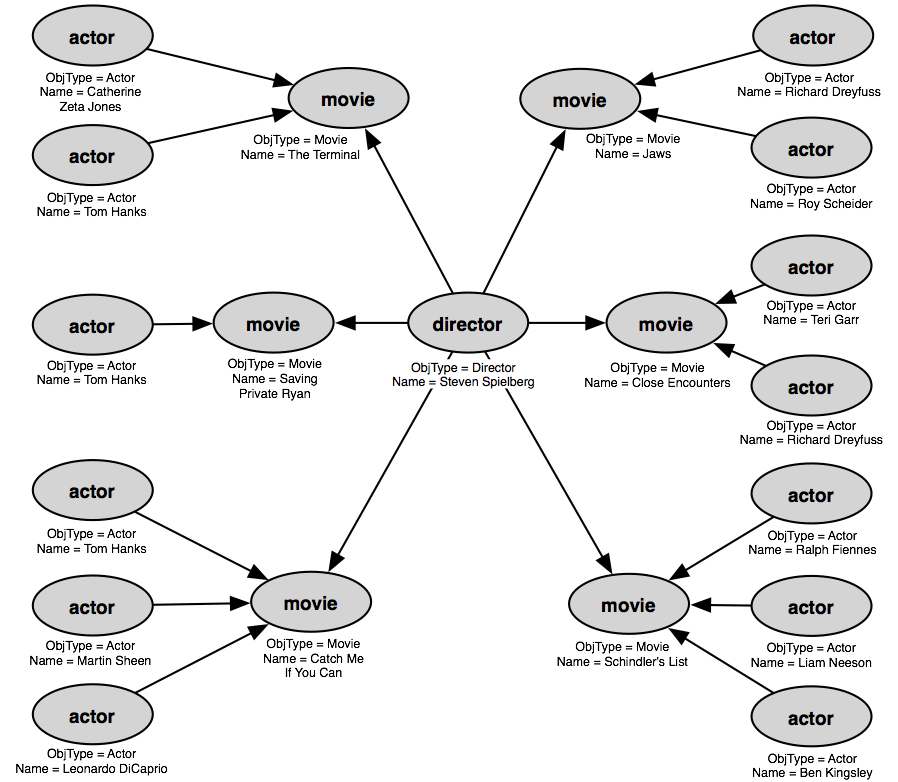 actor
ObjType = Actor
Name = Catherine
Zeta Jones
actor
ObjType = Actor
Name = Tom Hanks
movie
ObjType = Movie
Name = The Terminal
movie
ObjType = Movie
Name = Jaws
actor
ObjType = Actor
Name = Richard Dreyfuss
actor
ObjType = Actor
Name = Roy Scheider
actor
ObjType = Actor
Name = Tom Hanks
movie
ObjType = Movie
Name = Saving
Private Ryan
director
ObjType = Director
Name = Steven Spielberg
movie
ObjType = Movie
Name = Close Encounters
actor
ObjType = Actor
Name = Teri Garr
actor
ObjType = Actor
Name = Richard Dreyfuss
actor
ObjType = Actor
Name = Tom Hanks
actor
ObjType = Actor
Name = Martin Sheen
actor
ObjType = Actor
Name = Leonardo DiCaprio
movie
ObjType = Movie
Name = Catch Me
If You Can
movie
ObjType = Movie
Name = Schindler's List
actor
ObjType = Actor
Name = Ralph Fiennes
actor
ObjType = Actor
Name = Liam Neeson
actor
ObjType = Actor
Name = Ben Kingsley